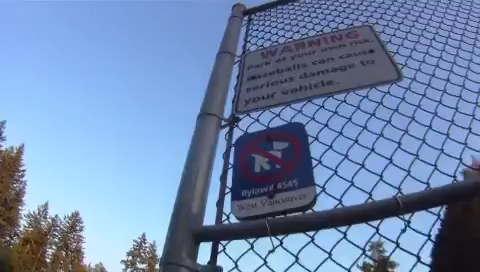 WARNING
Park at your own risk.
Baseballs can cause
serious damage to
your vehicle.
Bylaw# 4545
West Vancouver